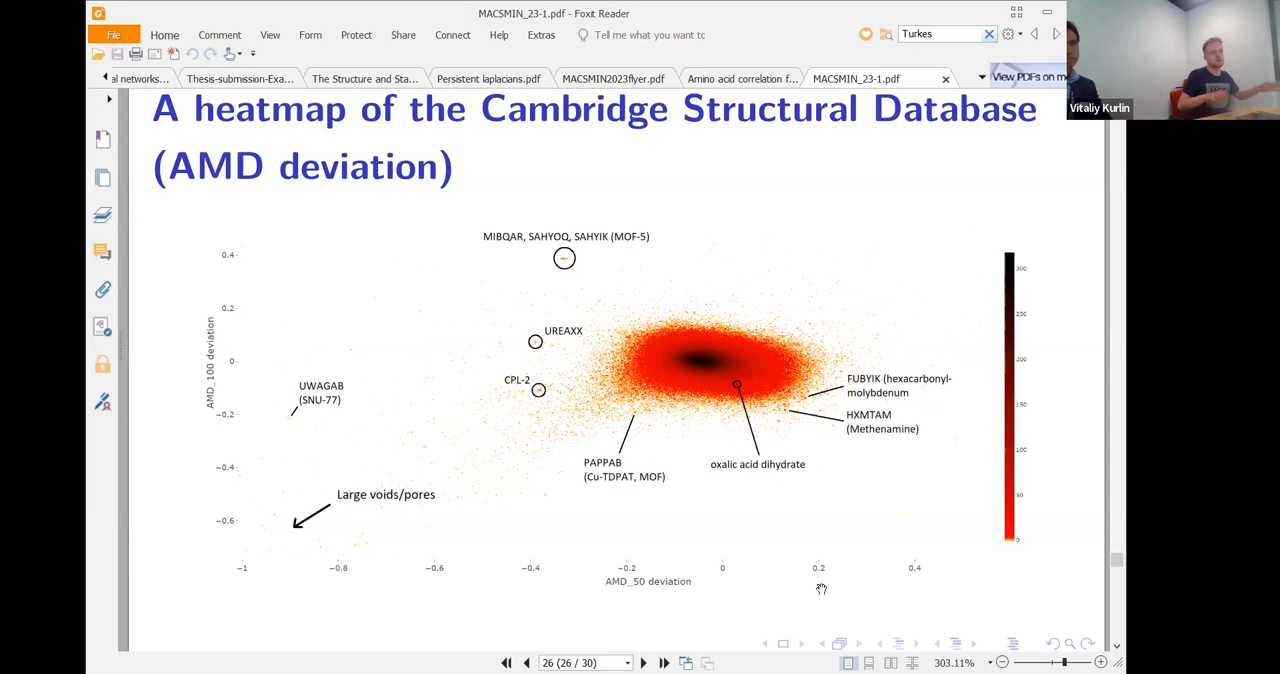 MACSMIN_23-1.pdf - Foxit Reader
File Home Comment View Form Protect Share Connect Help Extras Tell me what you want to Turkes
al networks... Thesis-submission-Exa... The Structure and Sta... Persistent laplacians.pdf MACSMIN2023flyer.pdf Amino acid correlation f... MACSMIN_23-1.pdf View PDFs on m
Vitaliy Kurlin
A heatmap of the Cambridge Structural Database
(AMD deviation)
MIBQAR, SAHYOQ, SAHYIK (MOF-5)
UREAXX
CPL-2
UWAGAB
(SNU-77)
FUBYIK (hexacarbonyl-
molybdenum
HXMTAM
(Methenamine)
PAPPAB
(Cu-TDPAT, MOF)
oxalic acid dihydrate
Large voids/pores
AMD_100 deviation
0.4
0.2
0
−0.2
−0.4
−0.6
−1 −0.8 −0.6 −0.4 −0.2 0 0.2 0.4
AMD_50 deviation
300
250
200
150
100
50
0
26 (26 / 30) 303.11%